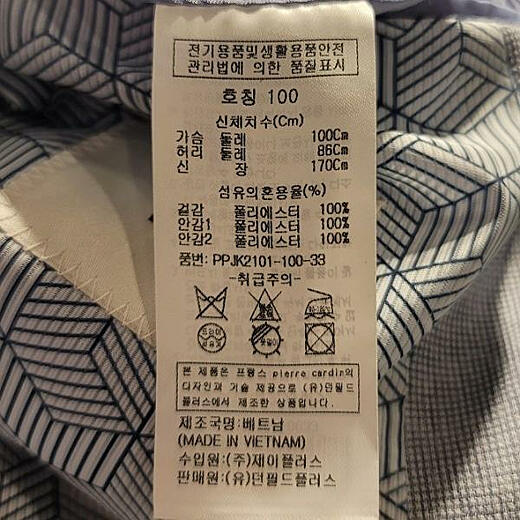 전기용품및생활용품안전
관리법에 의한 품질표시
호칭 100
신체치수(Cm)
가슴 둘레 100Cm
허리 둘레 86Cm
신 장 170Cm
섬유의혼용율(%)
겉감 폴리에스터 100%
안감1 폴리에스터 100%
안감2 폴리에스터 100%
품번: PPJK2101-100-33
-취급주의-
본 제품은 프랑스 pierre cardin의
디자인과 기술 제공으로 (유)던필드
플러스에서 제조한 상품입니다.
제조국명:베트남
(MADE IN VIETNAM)
수입원:(주)제이플러스
판매원:(유)던필드플러스